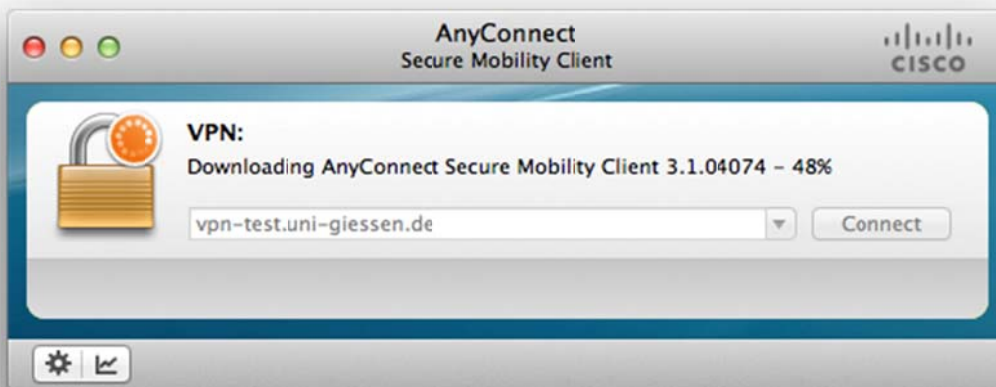 AnyConnect
Secure Mobility Client
CISCO
VPN:
Downloading AnyConnect Secure Mobility Client 3.1.04074 – 48%
vpn-test.uni-giessen.de
Connect